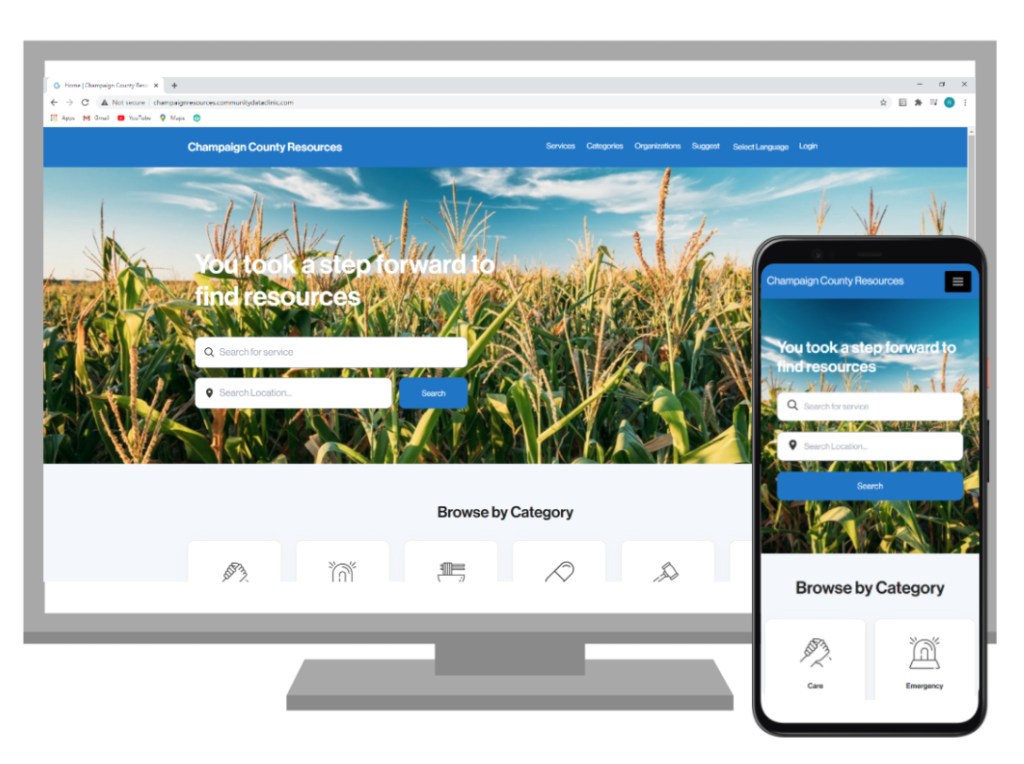 Home | Champaign County Reso
Not secure | champaignresources.communitydataclinic.com
Apps Gmail YouTube Maps
Champaign County Resources Services Categories Organizations Suggest Select Language Login
You took a step forward to
find resources
Search for service
Search Location...
Search
Browse by Category
Champaign County Resources
You took a step forward to
find resources
Search for service
Search Location...
Search
Browse by Category
Care Emergency